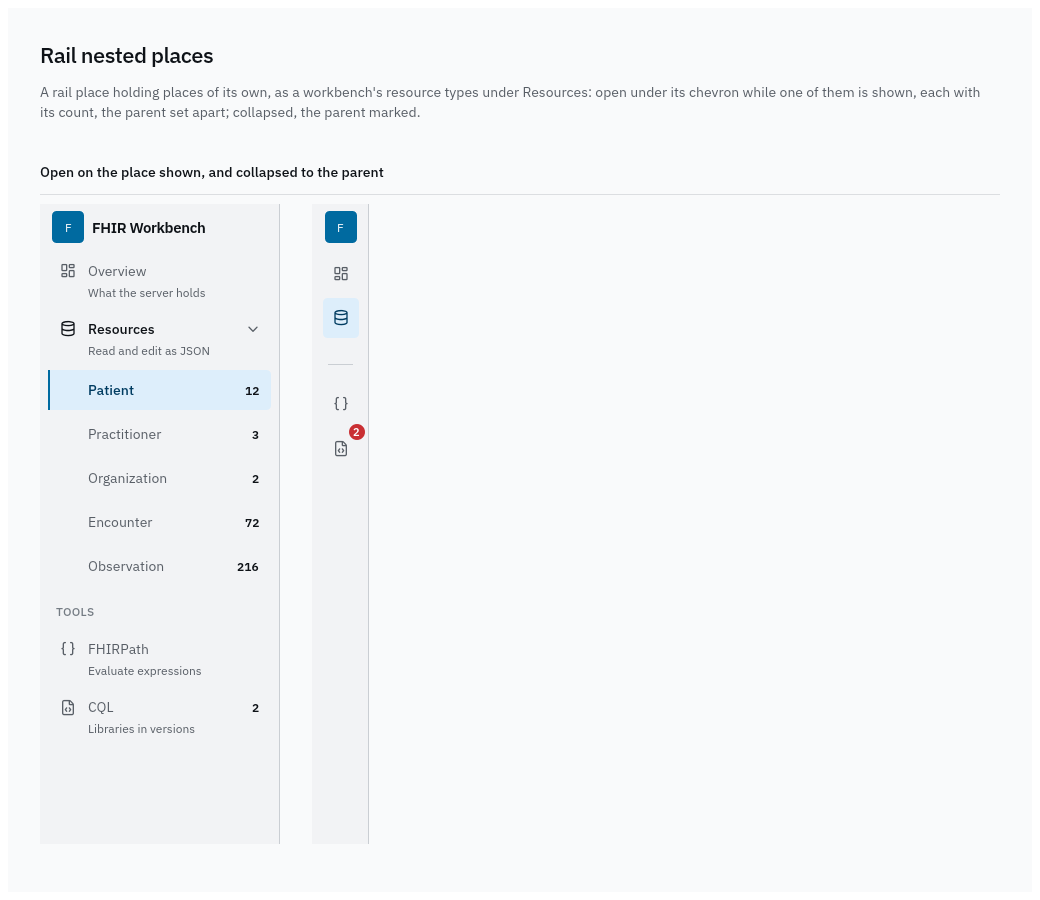 Rail nested places
A rail place holding places of its own, as a workbench's resource types under Resources: open under its chevron while one of them is shown, each with
its count, the parent set apart; collapsed, the parent marked.
Open on the place shown, and collapsed to the parent
F FHIR Workbench
Overview
What the server holds
Resources
Read and edit as JSON
Patient 12
Practitioner 3
Organization 2
Encounter 72
Observation 216
TOOLS
{ } FHIRPath
Evaluate expressions
CQL 2
Libraries in versions
F
{ }
2